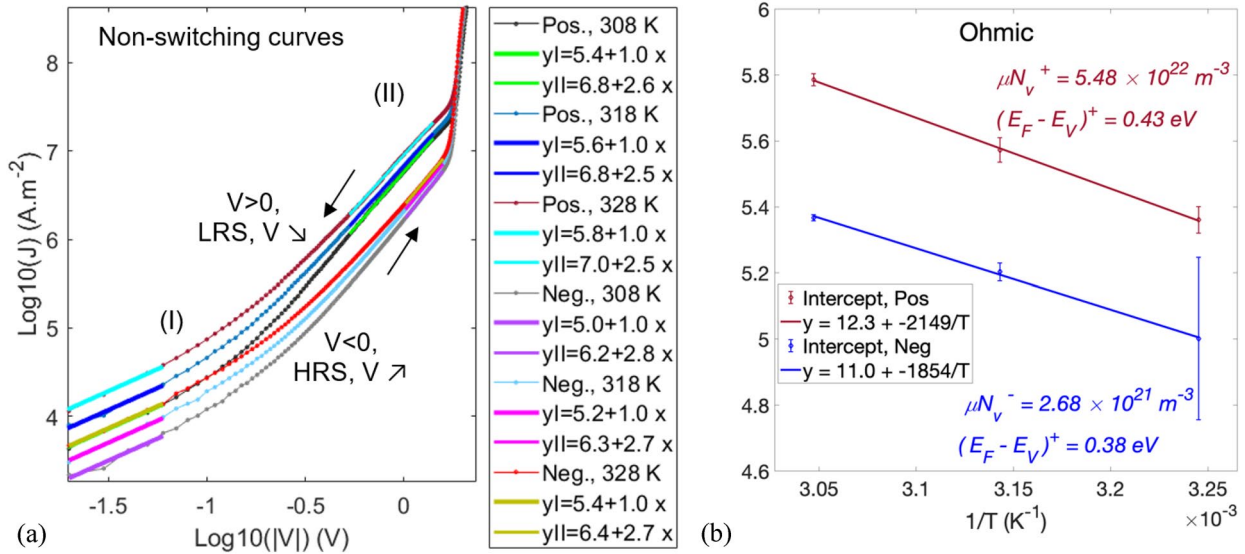 Non-switching curves
(II)
V>0,
LRS, V ↘
(I)
V<0,
HRS, V ↗
8
7
6
5
4
Log10(J) (A.m⁻²)
-1.5
-1
-0.5
0
Log10(|V|) (V)
(a)
Pos., 308 K
yI=5.4+1.0 x
yII=6.8+2.6 x
Pos., 318 K
yI=5.6+1.0 x
yII=6.8+2.5 x
Pos., 328 K
yI=5.8+1.0 x
yII=7.0+2.5 x
Neg., 308 K
yI=5.0+1.0 x
yII=6.2+2.8 x
Neg., 318 K
yI=5.2+1.0 x
yII=6.3+2.7 x
Neg., 328 K
yI=5.4+1.0 x
yII=6.4+2.7 x
Ohmic
μN_v⁺ = 5.48 × 10²² m⁻³
(E_F - E_V)⁺ = 0.43 eV
6
5.8
5.6
5.4
5.2
5
4.8
4.6
Intercept, Pos
y = 12.3 + -2149/T
Intercept, Neg
y = 11.0 + -1854/T
μN_v⁻ = 2.68 × 10²¹ m⁻³
(E_F - E_V)⁺ = 0.38 eV
3.05
3.1
3.15
3.2
3.25
1/T (K⁻¹)
×10⁻³
(b)